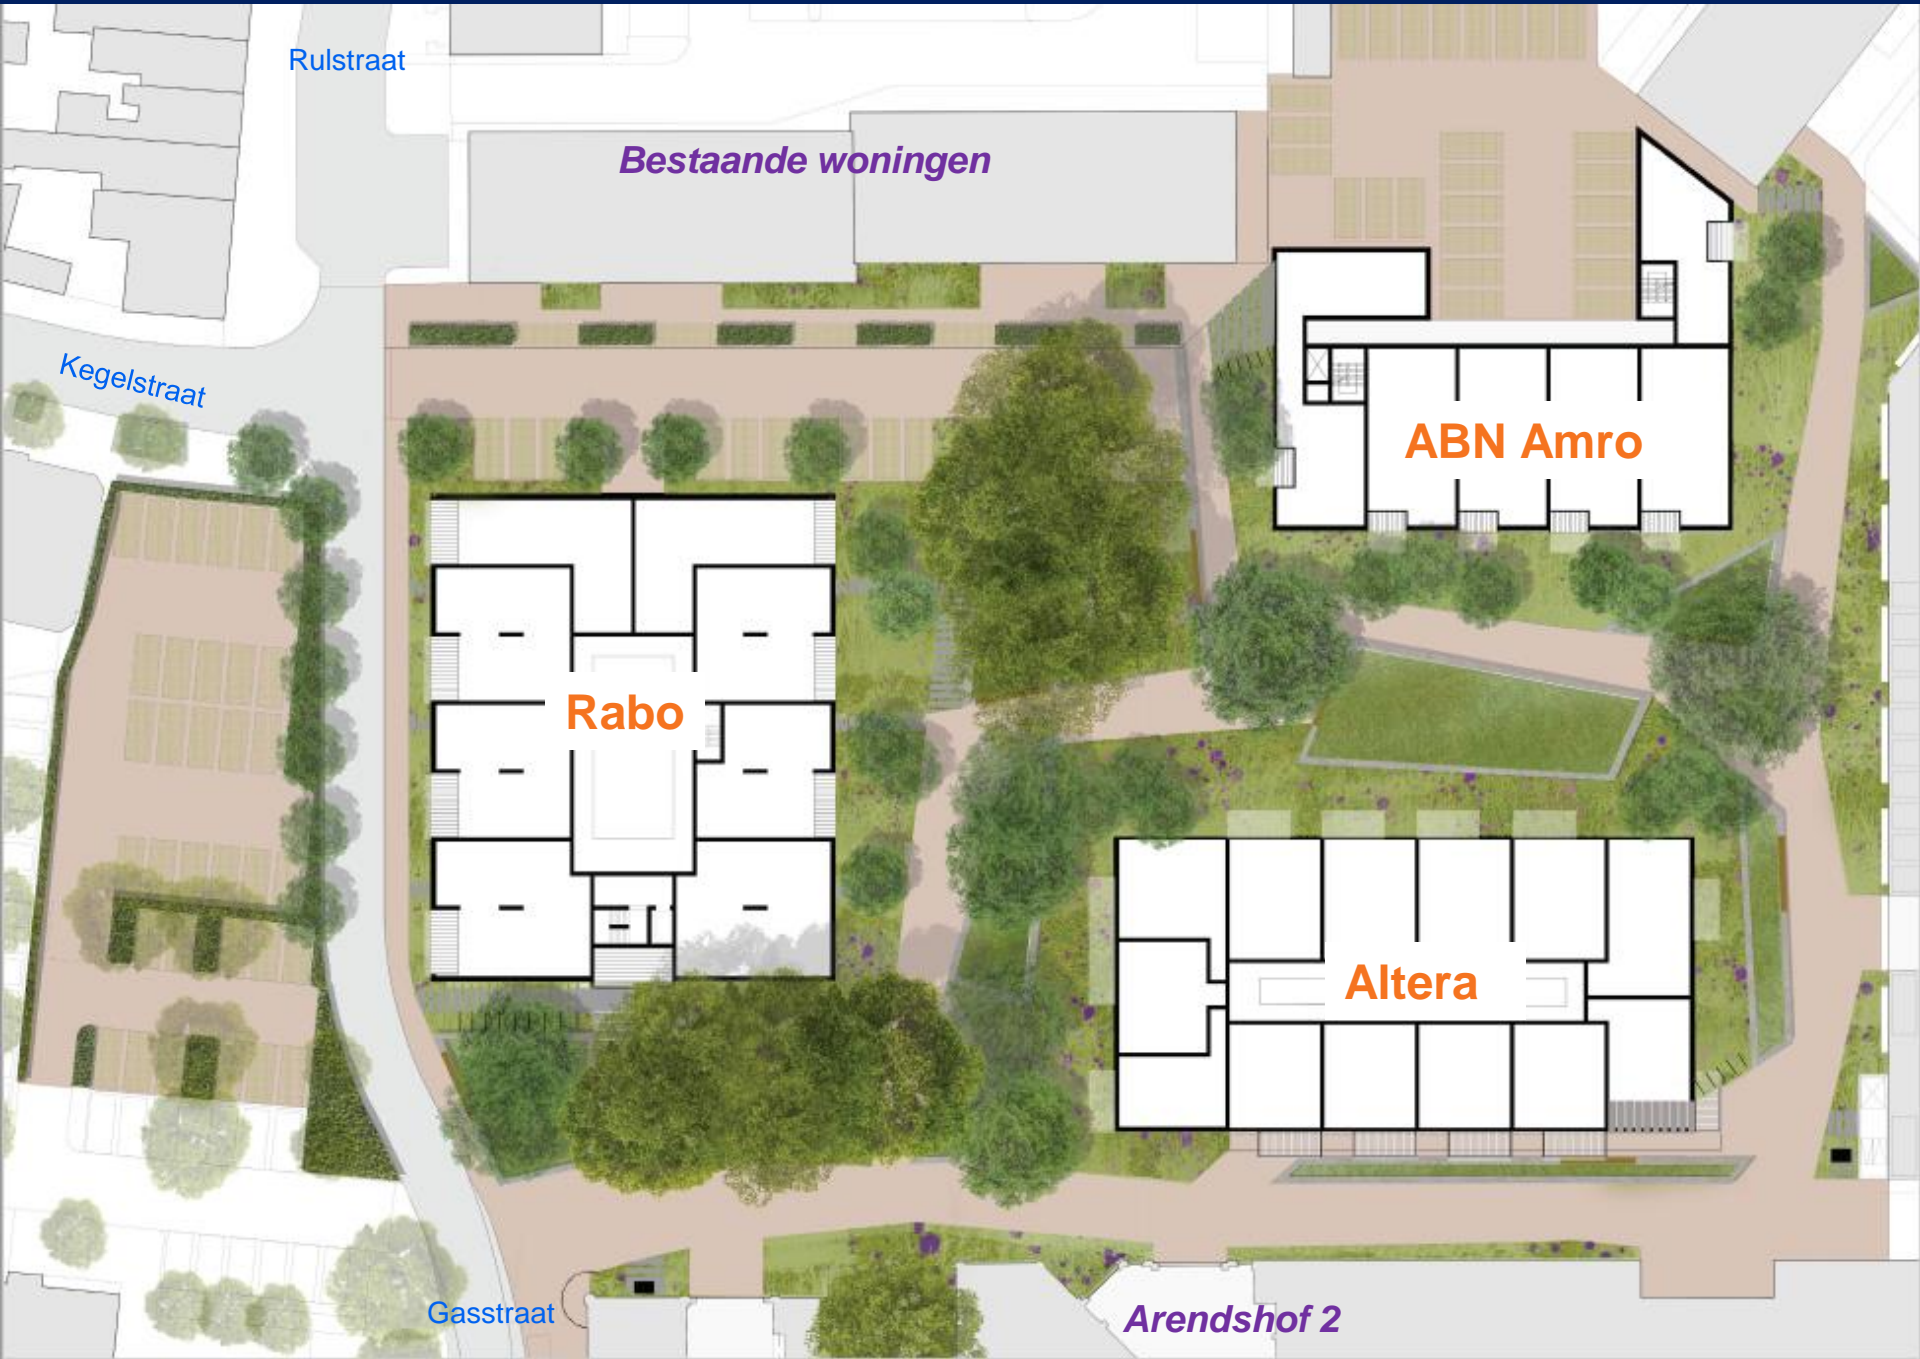 Rulstraat
Bestaande woningen
Kegelstraat
ABN Amro
Rabo
Altera
Gasstraat
Arendshof 2